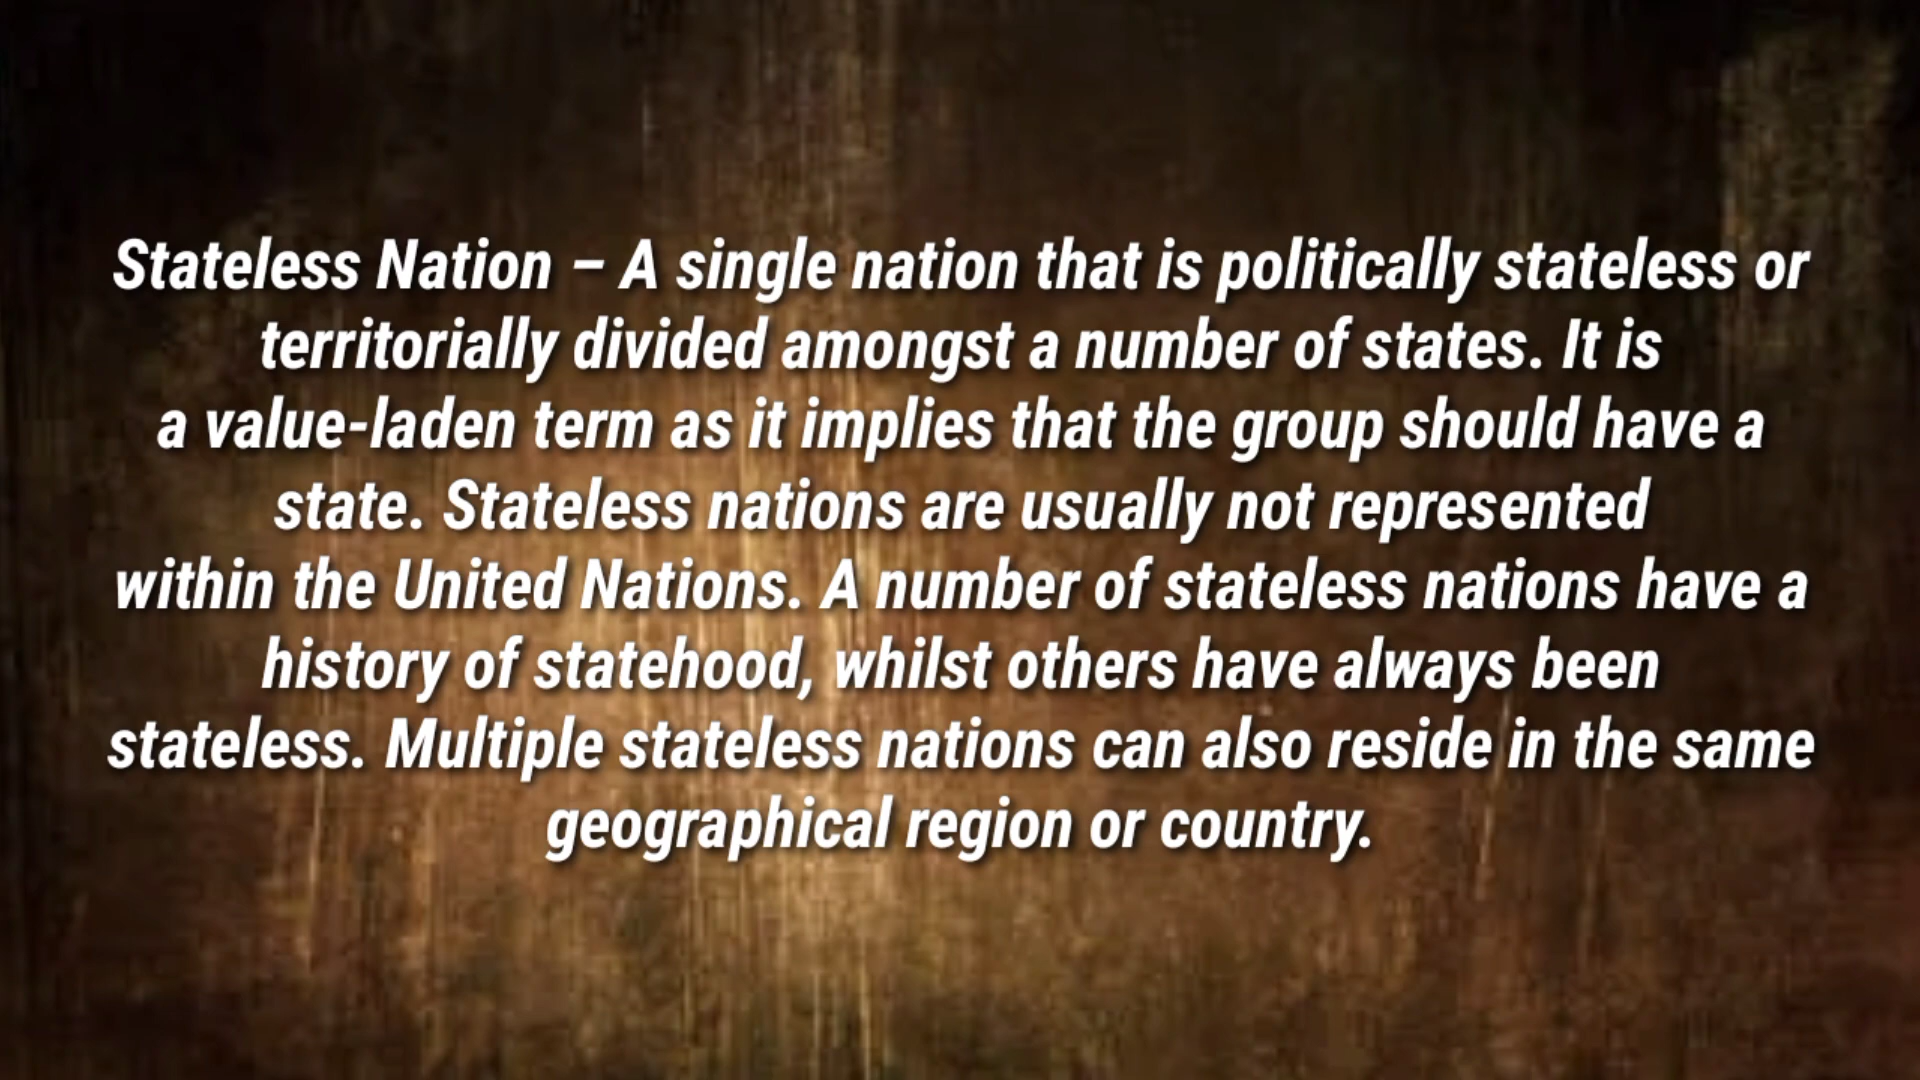 Stateless Nation – A single nation that is politically stateless or
territorially divided amongst a number of states. It is
a value-laden term as it implies that the group should have a
state. Stateless nations are usually not represented
within the United Nations. A number of stateless nations have a
history of statehood, whilst others have always been
stateless. Multiple stateless nations can also reside in the same
geographical region or country.